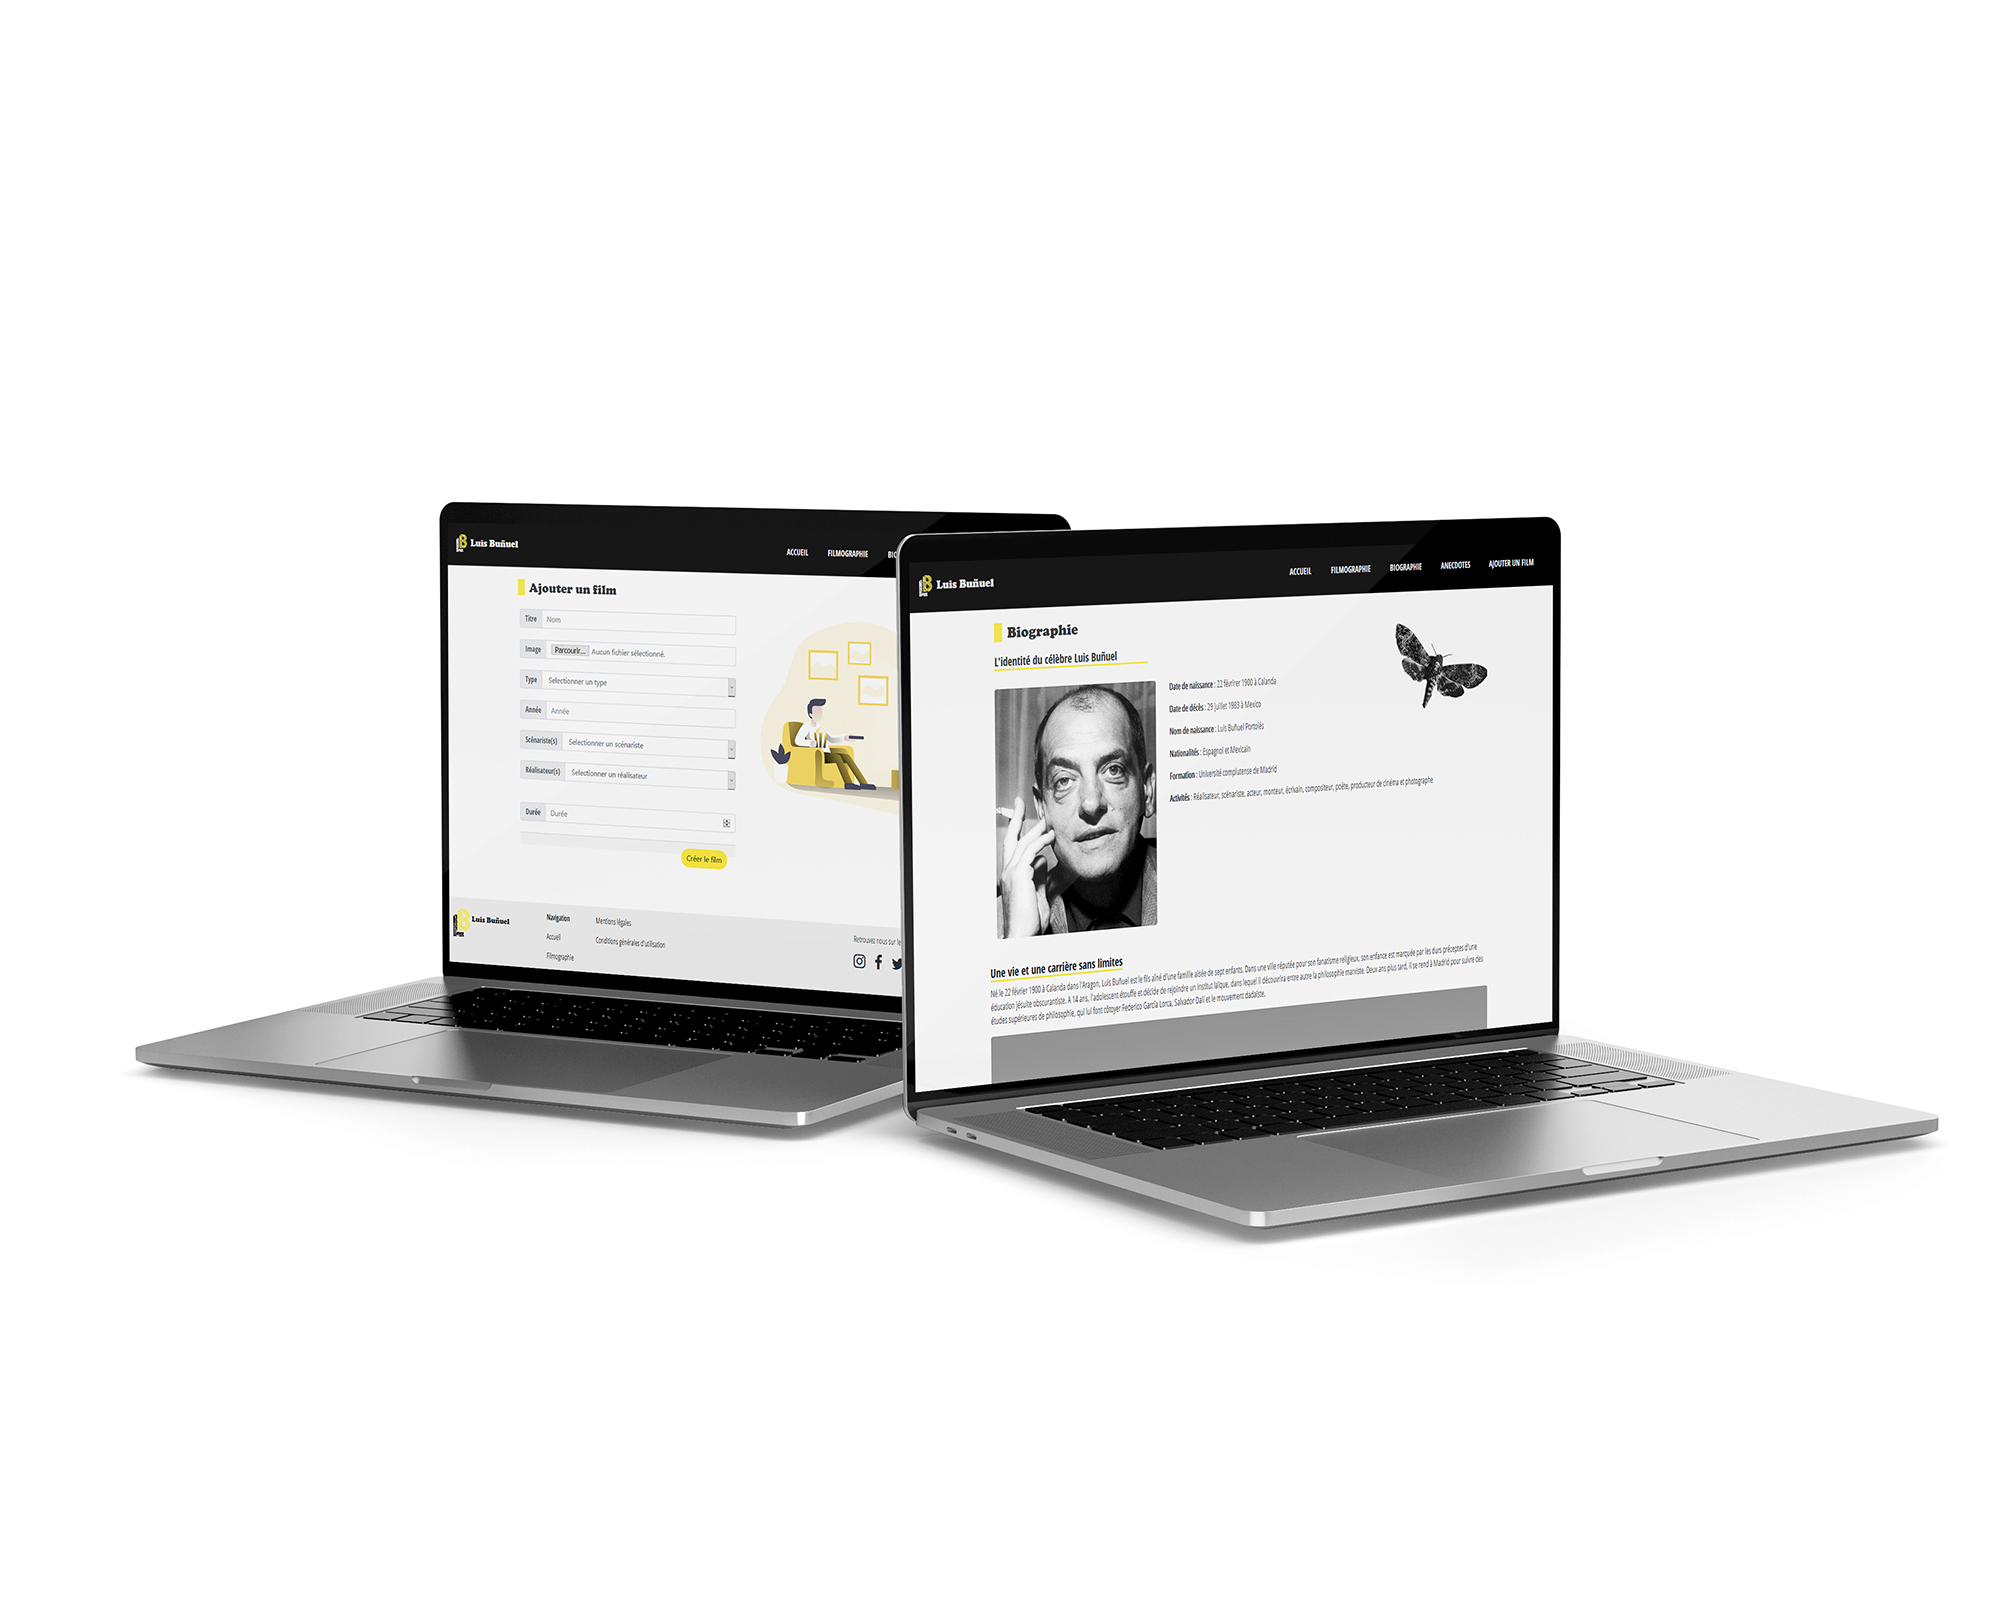 Luis Buñuel
ACCUEIL FILMOGRAPHIE BIO
Ajouter un film
Titre Nom
Image Parcourir... Aucun fichier sélectionné.
Type Selectionner un type
Année Année
Scénariste(s) Selectionner un scénariste
Réalisateur(s) Selectionner un réalisateur
Durée Durée
Créer le film
Luis Buñuel
Navigation
Accueil
Filmographie
Mentions légales
Conditions générales d'utilisation
Retrouvez nous sur le
Luis Buñuel
ACCUEIL FILMOGRAPHIE BIOGRAPHIE ANECDOTES AJOUTER UN FILM
Biographie
L'identité du célèbre Luis Buñuel
Date de naissance : 22 févrirer 1900 à Calanda
Date de décès : 29 juillet 1983 à Mexico
Nom de naissance : Luis Buñuel Portolés
Nationalités : Espagnol et Mexicain
Formation : Université complutense de Madrid
Activités : Réalisateur, scénariste, acteur, monteur, écrivain, compositeur, poète, producteur de cinéma et photographe
Une vie et une carrière sans limites
Né le 22 février 1900 à Calanda dans l'Aragon, Luis Buñuel est le fils aîné d'une famille aisée de sept enfants. Dans une ville réputée pour son fanatisme religieux, son enfance est marquée par les durs préceptes d'une
éducation jésuite obscurantiste. A 14 ans, l'adolescent étouffe et décide de rejoindre un institut laïque, dans lequel il découvrira entre autre la philosophie marxiste. Deux ans plus tard, il se rend à Madrid pour suivre des
études supérieures de philosophie, qui lui font côtoyer Federico García Lorca, Salvador Dalí et le mouvement dadaïste.